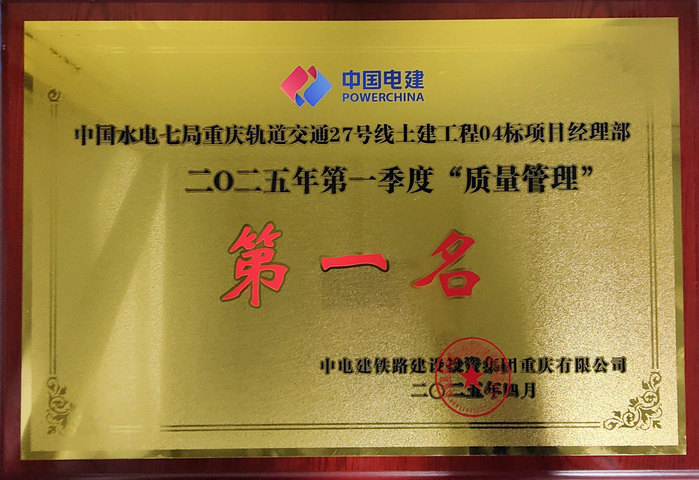 中国电建
POWERCHINA
中国水电七局重庆轨道交通27号线土建工程04标项目经理部
二〇二五年第一季度“质量管理”
第一名
中电建铁路建设投资集团重庆有限公司
二〇二五年四月